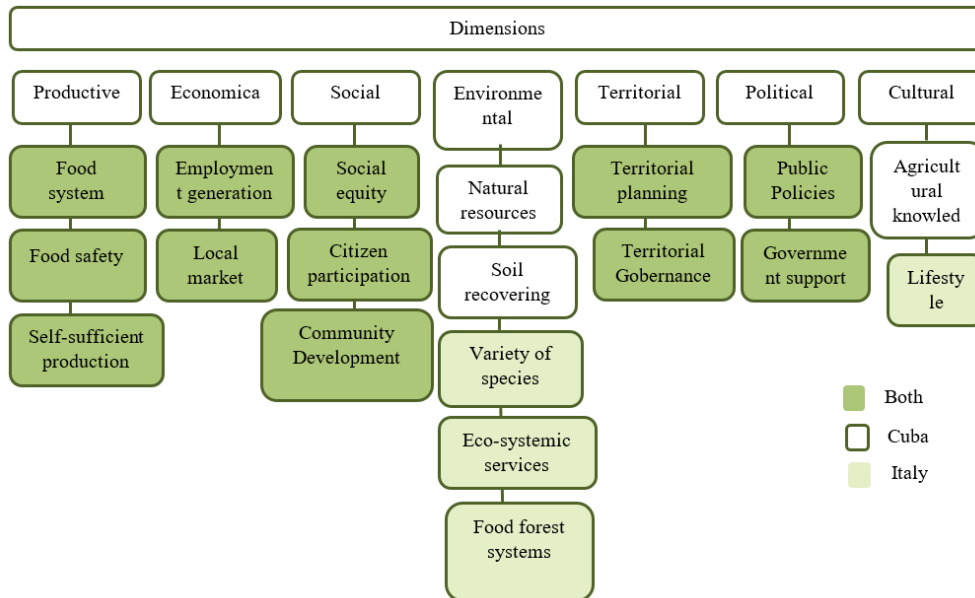 Dimensions
Productive
Economica
Social
Environme
ntal
Territorial
Political
Cultural
Food
system
Food safety
Self-sufficient
production
Employmen
t generation
Local
market
Social
equity
Citizen
participation
Community
Development
Natural
resources
Soil
recovering
Variety of
species
Eco-systemic
services
Food forest
systems
Territorial
planning
Territorial
Gobernance
Public
Policies
Governme
nt support
Agricult
ural
knowled
Lifesty
le
Both
Cuba
Italy